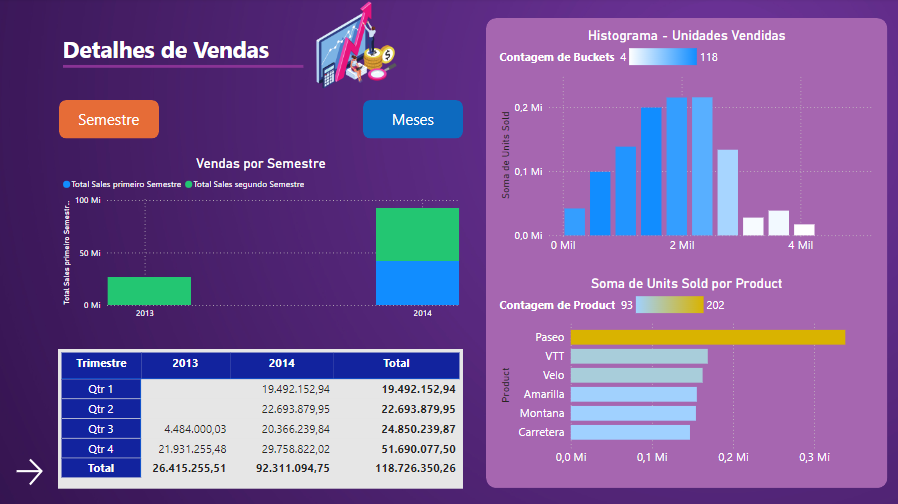 Detalhes de Vendas
Semestre
Meses
Vendas por Semestre
Total Sales primeiro Semestre Total Sales segundo Semestre
Total Sales primeiro Semestr...
100 Mi
50 Mi
0 Mi
2013 2014
Trimestre 2013 2014 Total
Qtr 1 19.492.152,94 19.492.152,94
Qtr 2 22.693.879,95 22.693.879,95
Qtr 3 4.484.000,03 20.366.239,84 24.850.239,87
Qtr 4 21.931.255,48 29.758.822,02 51.690.077,50
Total 26.415.255,51 92.311.094,75 118.726.350,26
Histograma - Unidades Vendidas
Contagem de Buckets 4 118
Soma de Units Sold
0,2 Mi
0,1 Mi
0,0 Mi
0 Mil 2 Mil 4 Mil
Soma de Units Sold por Product
Contagem de Product 93 202
Product
Paseo
VTT
Velo
Amarilla
Montana
Carretera
0,0 Mi 0,1 Mi 0,2 Mi 0,3 Mi